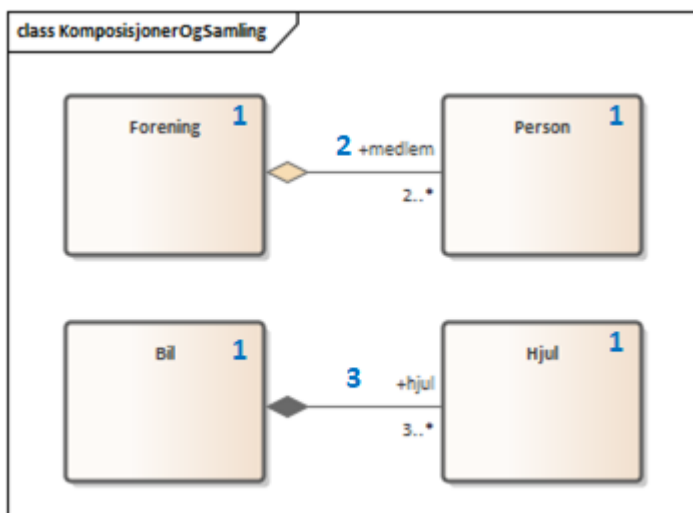 class KomposisjonerOgSamling
Forening 1
2 +medlem
2..*
Person 1
Bil 1
3 +hjul
3..*
Hjul 1